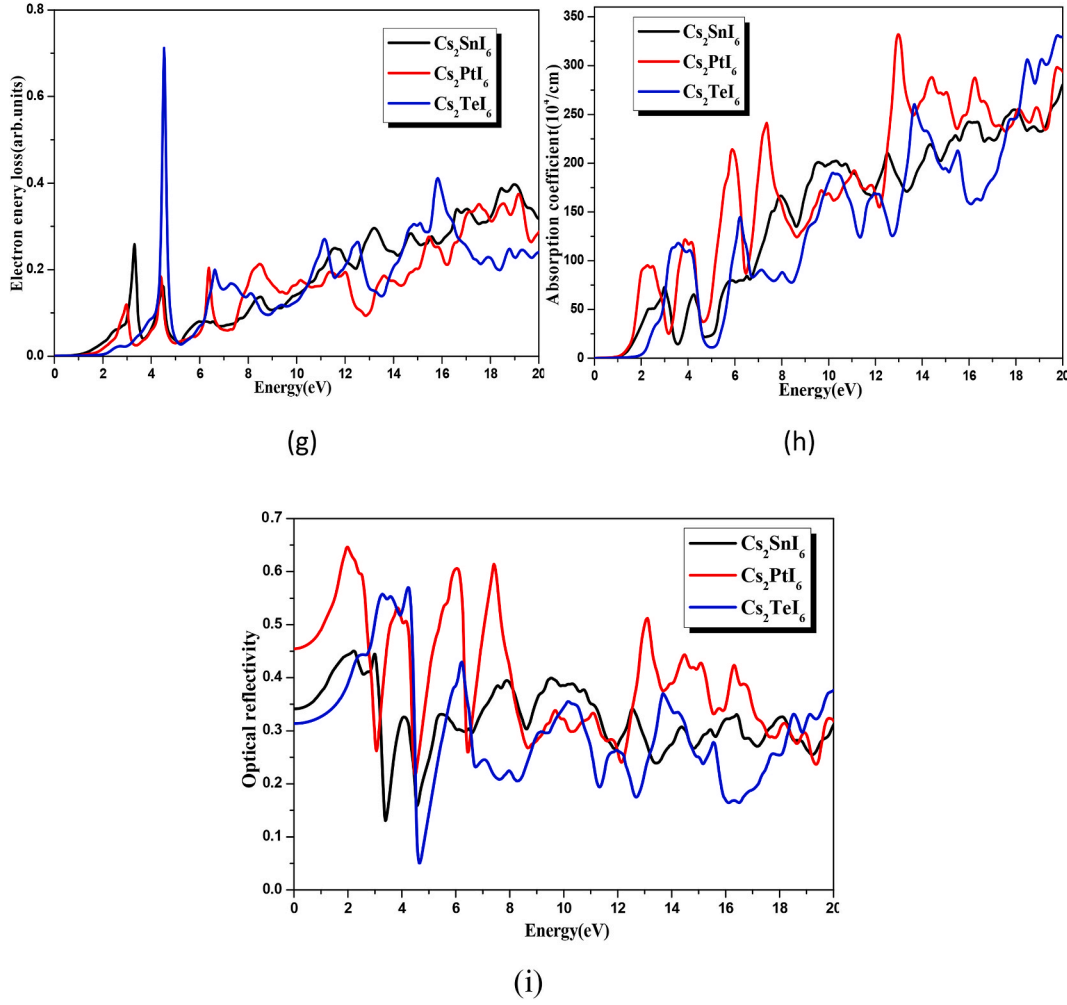 0.8
0.6
0.4
0.2
0.0
Electron enery loss(arb.units)
Cs2SnI6
Cs2PtI6
Cs2TeI6
0 2 4 6 8 10 12 14 16 18 20
Energy(eV)
(g)
350
300
250
200
150
100
50
0
Absorption coefficient(10⁴/cm)
Cs2SnI6
Cs2PtI6
Cs2TeI6
0 2 4 6 8 10 12 14 16 18 20
Energy(eV)
(h)
0.7
0.6
0.5
0.4
0.3
0.2
0.1
0.0
Optical reflectivity
Cs2SnI6
Cs2PtI6
Cs2TeI6
0 2 4 6 8 10 12 14 16 18 20
Energy(eV)
(i)